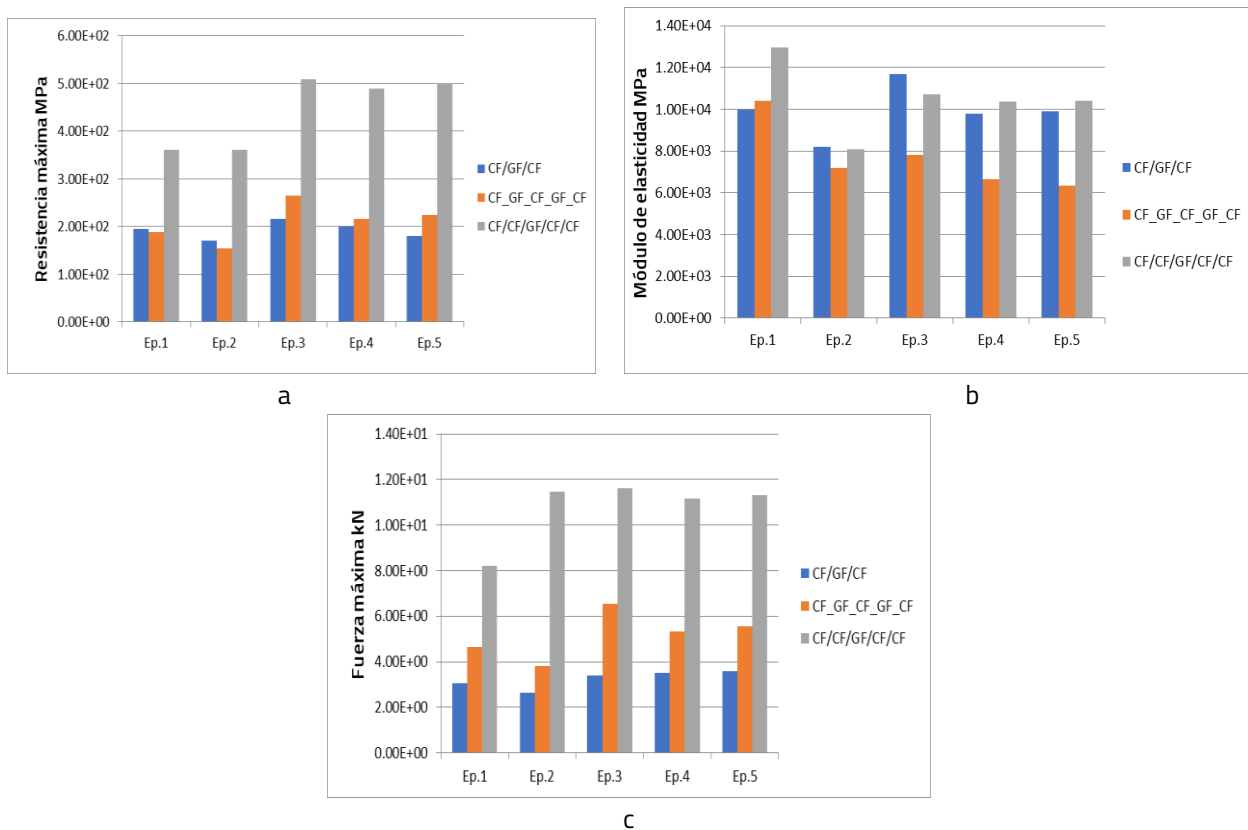 Resistencia máxima MPa
6.00E+02
5.00E+02
4.00E+02
3.00E+02
2.00E+02
1.00E+02
0.00E+00
Ep.1 Ep.2 Ep.3 Ep.4 Ep.5
CF/GF/CF
CF_GF_CF_GF_CF
CF/CF/GF/CF/CF
a
Módulo de elasticidad MPa
1.40E+04
1.20E+04
1.00E+04
8.00E+03
6.00E+03
4.00E+03
2.00E+03
0.00E+00
Ep.1 Ep.2 Ep.3 Ep.4 Ep.5
CF/GF/CF
CF_GF_CF_GF_CF
CF/CF/GF/CF/CF
b
Fuerza máxima kN
1.40E+01
1.20E+01
1.00E+01
8.00E+00
6.00E+00
4.00E+00
2.00E+00
0.00E+00
Ep.1 Ep.2 Ep.3 Ep.4 Ep.5
CF/GF/CF
CF_GF_CF_GF_CF
CF/CF/GF/CF/CF
c